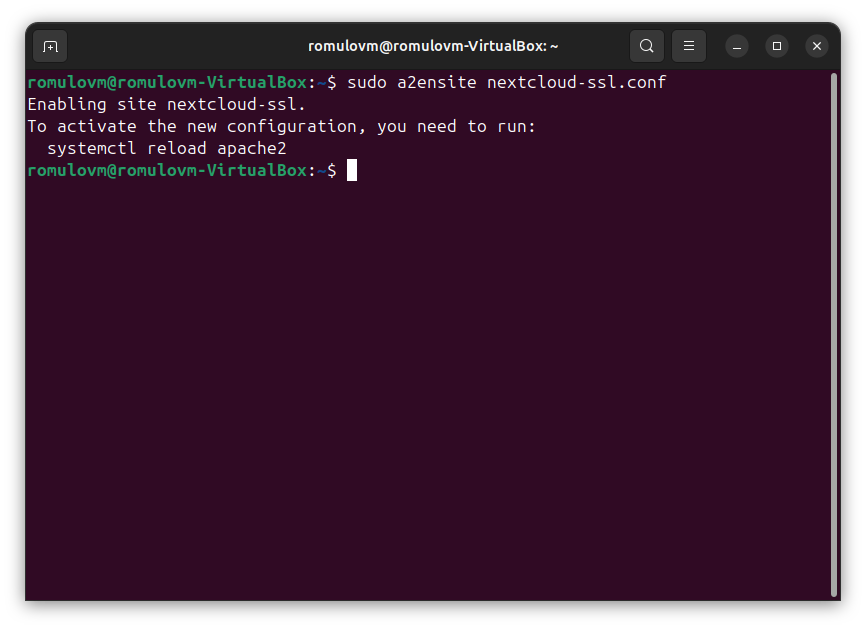 romulovm@romulovm-VirtualBox: ~
romulovm@romulovm-VirtualBox:~$ sudo a2ensite nextcloud-ssl.conf
Enabling site nextcloud-ssl.
To activate the new configuration, you need to run:
  systemctl reload apache2
romulovm@romulovm-VirtualBox:~$